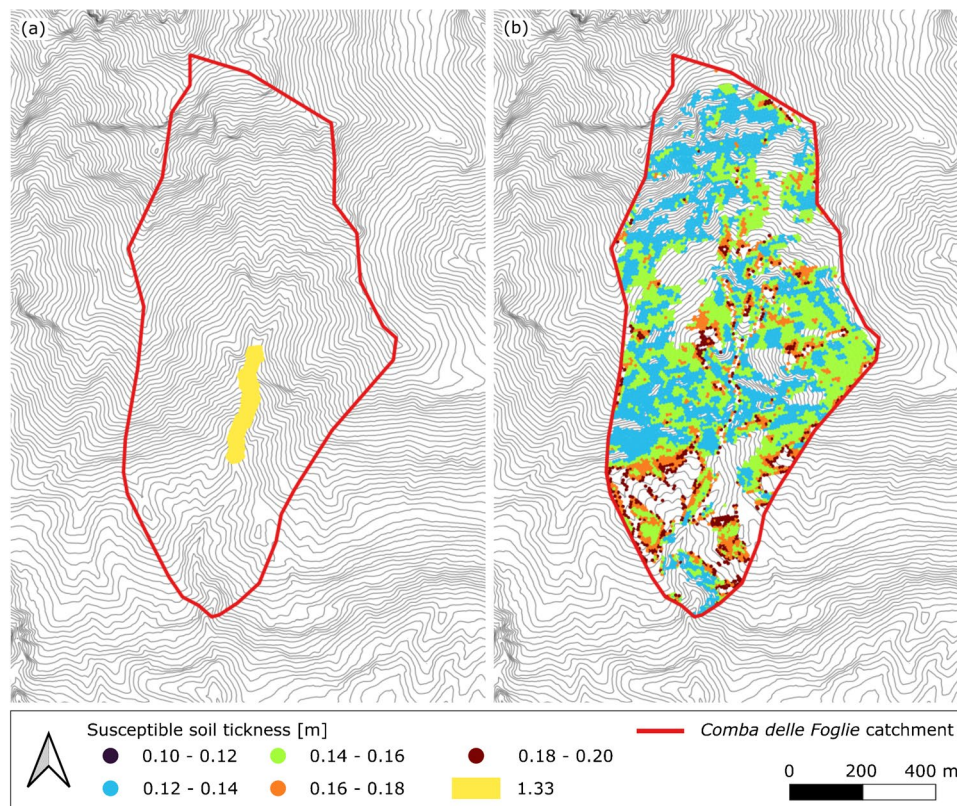 (a)
(b)
Susceptible soil tickness [m]
0.10 - 0.12
0.14 - 0.16
0.18 - 0.20
0.12 - 0.14
0.16 - 0.18
1.33
Comba delle Foglie catchment
0 200 400 m